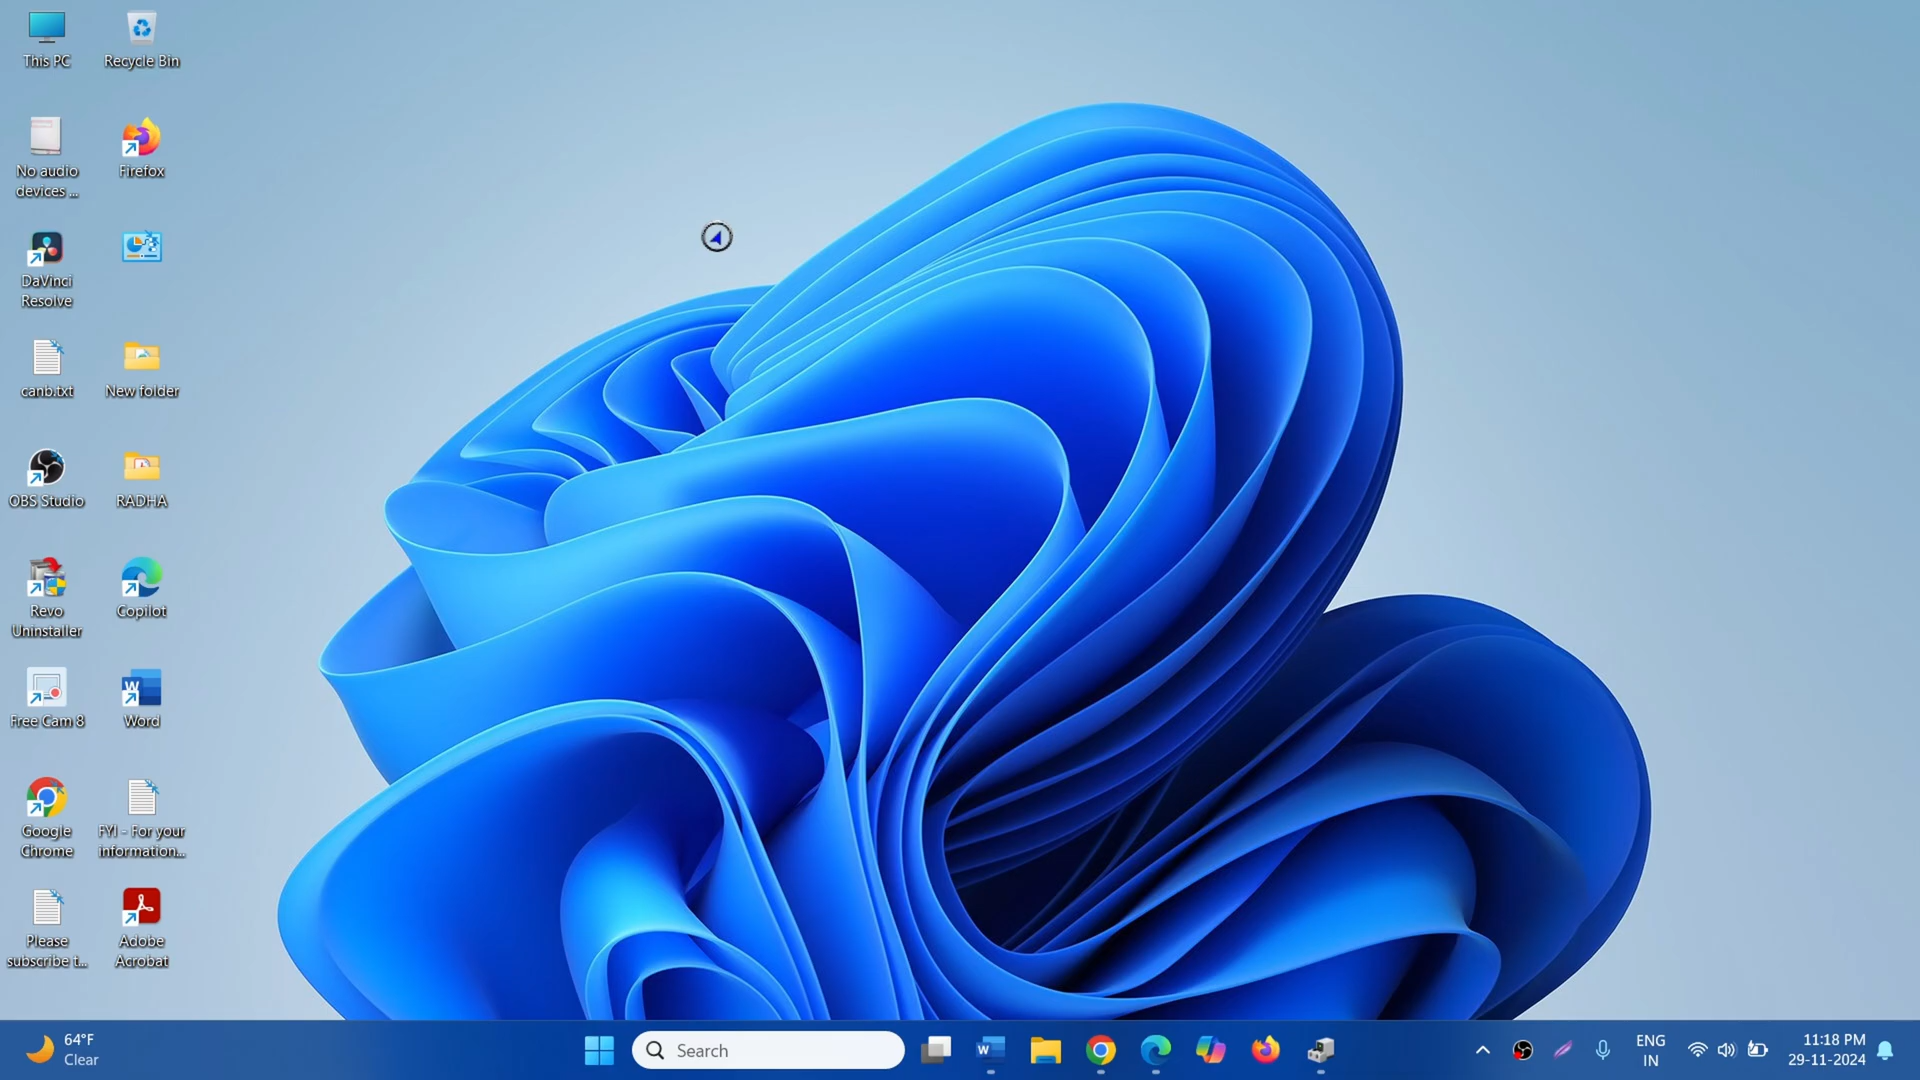 This PC
Recycle Bin
No audio
devices ...
Firefox
DaVinci
Resolve
canb.txt
New folder
OBS Studio
RADHA
Revo
Uninstaller
Copilot
Free Cam 8
Word
Google
Chrome
FYI - For your
information...
Please
subscribe t...
Adobe
Acrobat
64°F
Clear
Search
ENG
IN
11:18 PM
29-11-2024